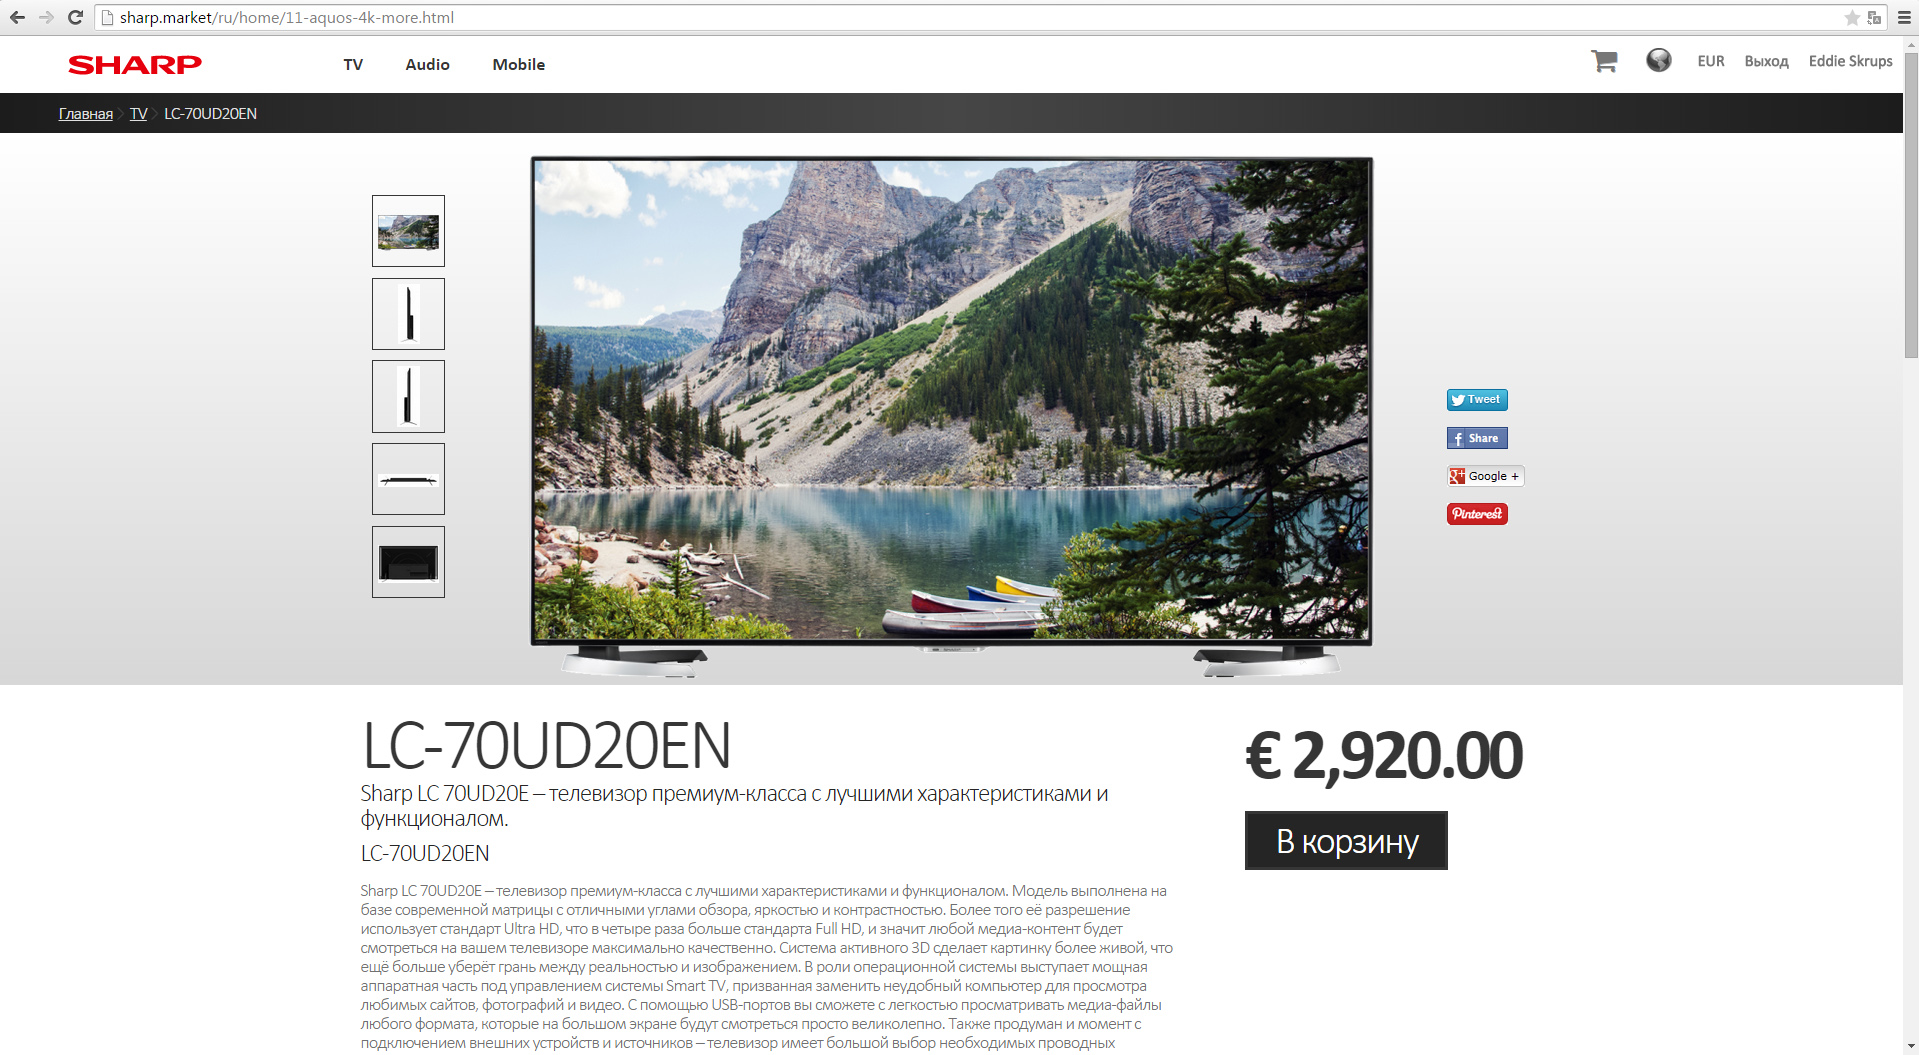 sharp.market/ru/home/11-aquos-4k-more.html
SHARP
TV
Audio
Mobile
EUR
Выход
Eddie Skrups
Главная
TV
LC-70UD20EN
Tweet
Share
Google +
Pinterest
LC-70UD20EN
€ 2,920.00
Sharp LC 70UD20E – телевизор премиум-класса с лучшими характеристиками и
функционалом.
В корзину
LC-70UD20EN
Sharp LC 70UD20E – телевизор премиум-класса с лучшими характеристиками и функционалом. Модель выполнена на
базе современной матрицы с отличными углами обзора, яркостью и контрастностью. Более того её разрешение
использует стандарт Ultra HD, что в четыре раза больше стандарта Full HD, и значит любой медиа-контент будет
смотреться на вашем телевизоре максимально качественно. Система активного 3D сделает картинку более живой, что
ещё больше уберёт грань между реальностью и изображением. В роли операционной системы выступает мощная
аппаратная часть под управлением системы Smart TV, призванная заменить неудобный компьютер для просмотра
любимых сайтов, фотографий и видео. С помощью USB-портов вы сможете с легкостью просматривать медиа-файлы
любого формата, которые на большом экране будут смотреться просто великолепно. Также продуман и момент с
подключением внешних устройств и источников – телевизор имеет большой выбор необходимых проводных